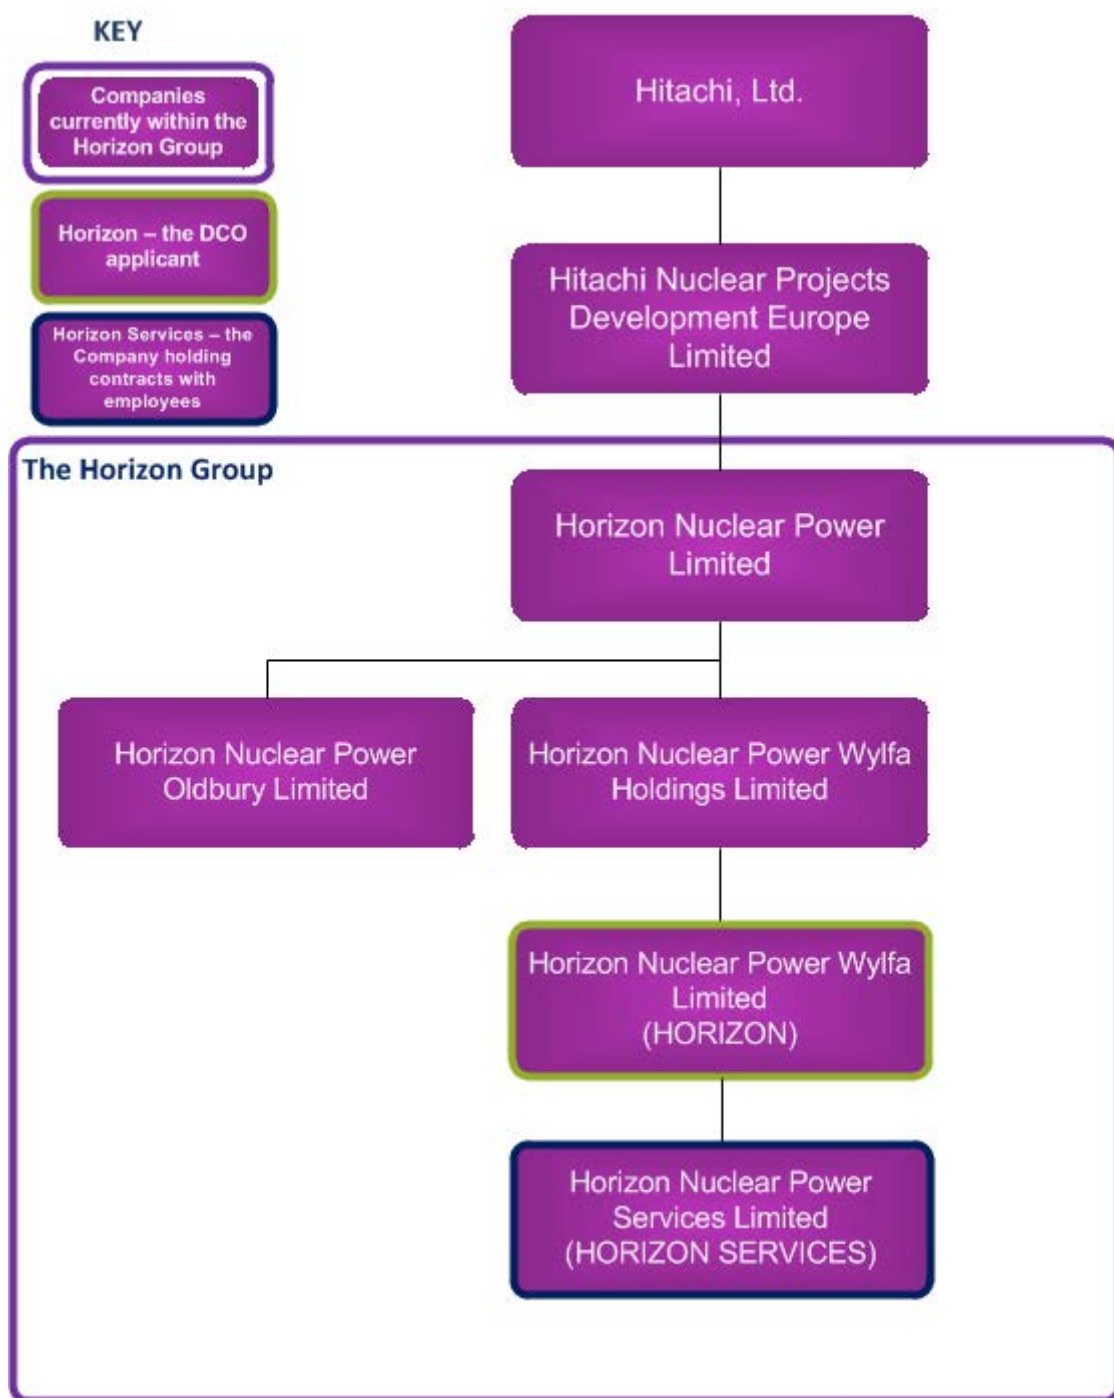 KEY
Companies
currently within the
Horizon Group
Horizon – the DCO
applicant
Horizon Services – the
Company holding
contracts with
employees
Hitachi, Ltd.
Hitachi Nuclear Projects
Development Europe
Limited
The Horizon Group
Horizon Nuclear Power
Limited
Horizon Nuclear Power
Oldbury Limited
Horizon Nuclear Power Wylfa
Holdings Limited
Horizon Nuclear Power Wylfa
Limited
(HORIZON)
Horizon Nuclear Power
Services Limited
(HORIZON SERVICES)